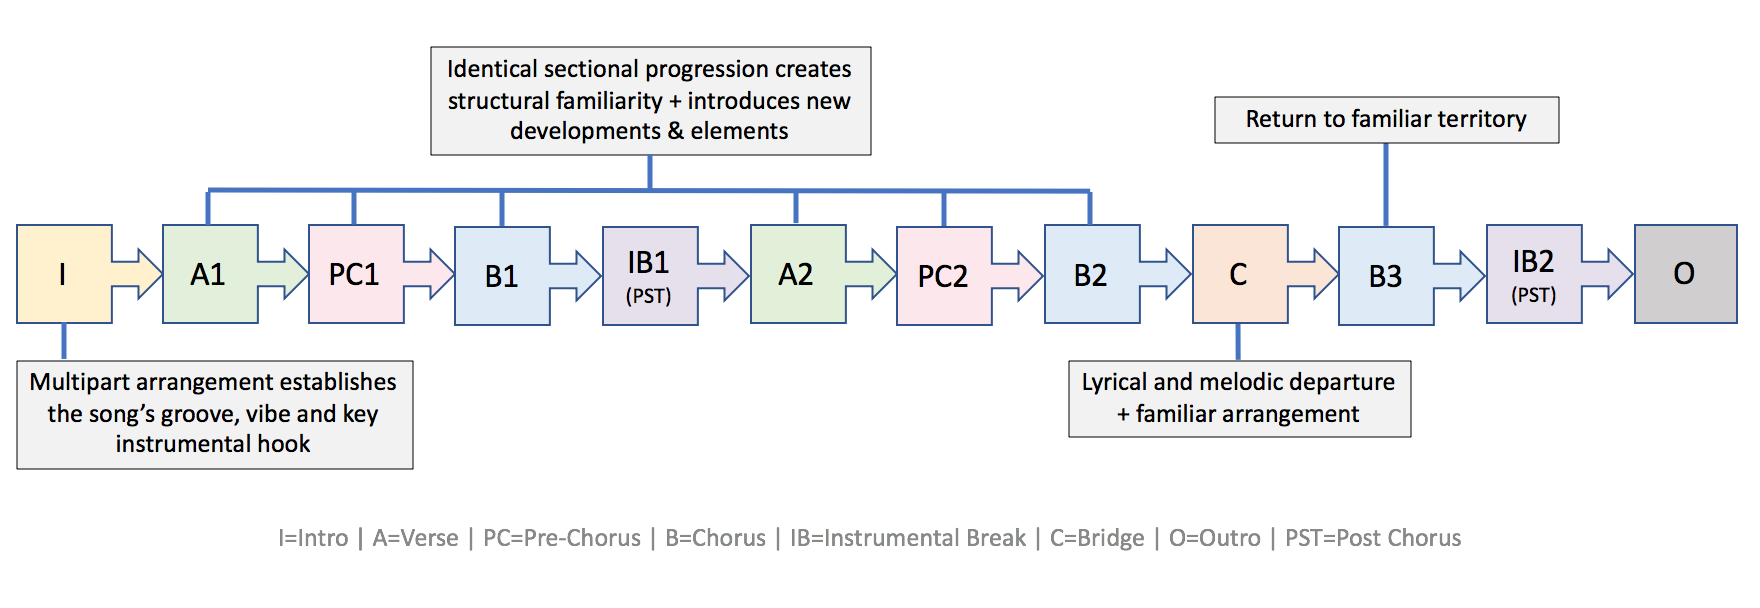 Identical sectional progression creates
structural familiarity + introduces new
developments & elements
Return to familiar territory
I
A1
PC1
B1
IB1
(PST)
A2
PC2
B2
C
B3
IB2
(PST)
O
Multipart arrangement establishes
the song’s groove, vibe and key
instrumental hook
Lyrical and melodic departure
+ familiar arrangement
I=Intro | A=Verse | PC=Pre-Chorus | B=Chorus | IB=Instrumental Break | C=Bridge | O=Outro | PST=Post Chorus